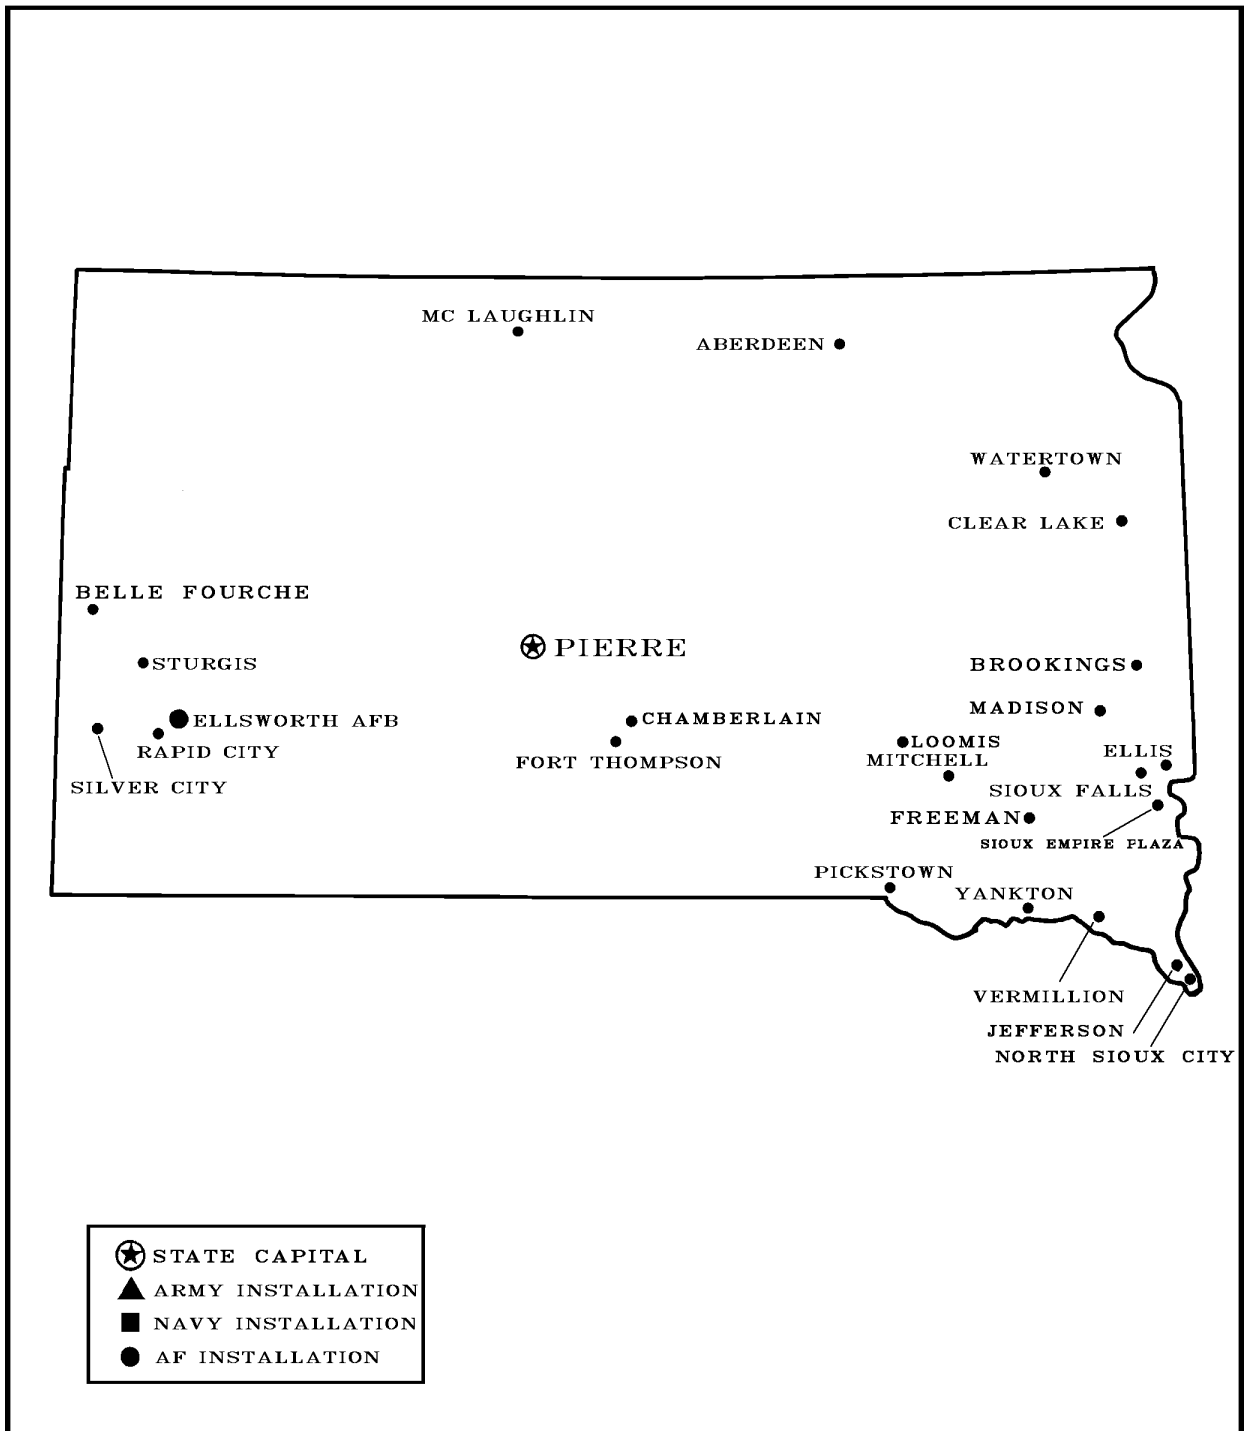 MC LAUGHLIN
ABERDEEN
WATERTOWN
CLEAR LAKE
BELLE FOURCHE
PIERRE
STURGIS
BROOKINGS
MADISON
ELLSWORTH AFB
CHAMBERLAIN
LOOMIS
RAPID CITY
FORT THOMPSON
MITCHELL
ELLIS
SILVER CITY
SIOUX FALLS
FREEMAN
SIOUX EMPIRE PLAZA
PICKSTOWN
YANKTON
VERMILLION
JEFFERSON
NORTH SIOUX CITY
STATE CAPITAL
ARMY INSTALLATION
NAVY INSTALLATION
AF INSTALLATION